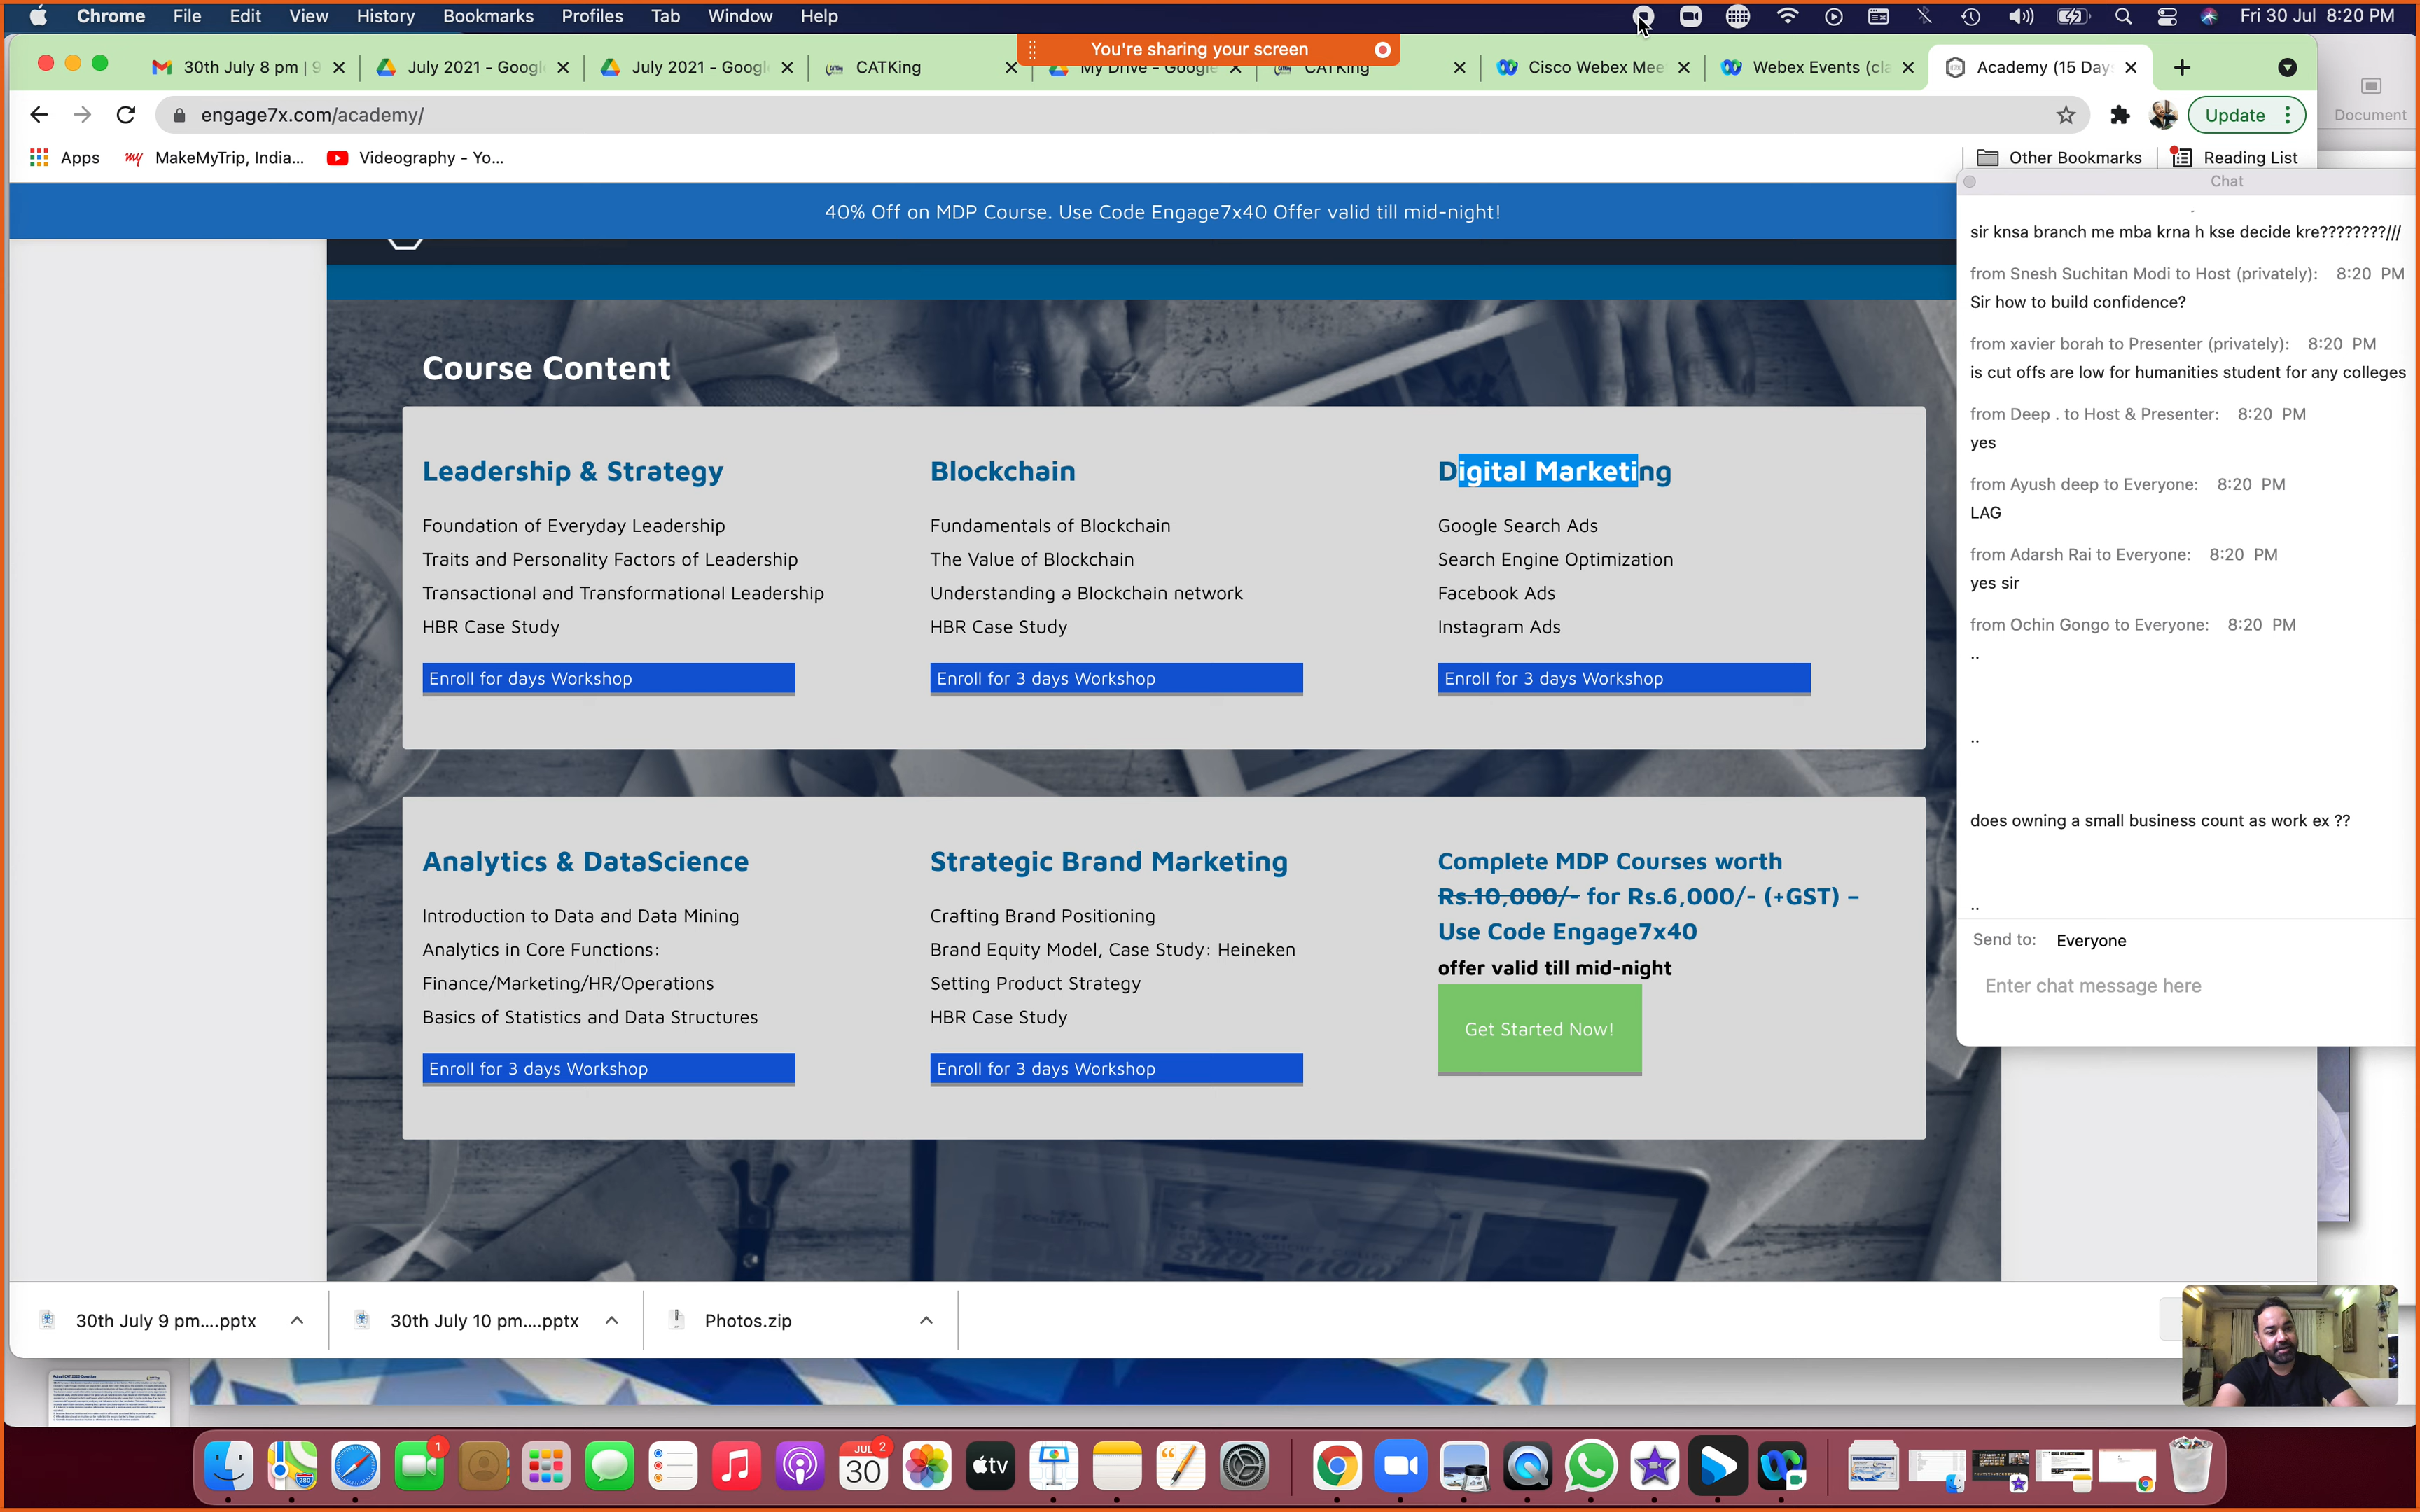 Chrome File Edit View History Bookmarks Profiles Tab Window Help
Fri 30 Jul 8:20 PM
You're sharing your screen
30th July 8 pm | 9
July 2021 - Googl
July 2021 - Googl
CATKing
My Drive - Google
CATKing
Cisco Webex Mee
Webex Events (cla
Academy (15 Day
engage7x.com/academy/
Update
Document
Apps
MakeMyTrip, India...
Videography - Yo...
Other Bookmarks
Reading List
40% Off on MDP Course. Use Code Engage7x40 Offer valid till mid-night!
Course Content
Leadership & Strategy
Foundation of Everyday Leadership
Traits and Personality Factors of Leadership
Transactional and Transformational Leadership
HBR Case Study
Enroll for days Workshop
Blockchain
Fundamentals of Blockchain
The Value of Blockchain
Understanding a Blockchain network
HBR Case Study
Enroll for 3 days Workshop
Digital Marketing
Google Search Ads
Search Engine Optimization
Facebook Ads
Instagram Ads
Enroll for 3 days Workshop
Analytics & DataScience
Introduction to Data and Data Mining
Analytics in Core Functions:
Finance/Marketing/HR/Operations
Basics of Statistics and Data Structures
Enroll for 3 days Workshop
Strategic Brand Marketing
Crafting Brand Positioning
Brand Equity Model, Case Study: Heineken
Setting Product Strategy
HBR Case Study
Enroll for 3 days Workshop
Complete MDP Courses worth
Rs.10,000/- for Rs.6,000/- (+GST) –
Use Code Engage7x40
offer valid till mid-night
Get Started Now!
Chat
sir knsa branch me mba krna h kse decide kre????????///
from Snesh Suchitan Modi to Host (privately): 8:20 PM
Sir how to build confidence?
from xavier borah to Presenter (privately): 8:20 PM
is cut offs are low for humanities student for any colleges
from Deep . to Host & Presenter: 8:20 PM
yes
from Ayush deep to Everyone: 8:20 PM
LAG
from Adarsh Rai to Everyone: 8:20 PM
yes sir
from Ochin Gongo to Everyone: 8:20 PM
..
..
does owning a small business count as work ex ??
..
Send to: Everyone
Enter chat message here
30th July 9 pm....pptx
30th July 10 pm....pptx
Photos.zip
Actual CAT 2020 Question
1
JUL
2
30
280
tv